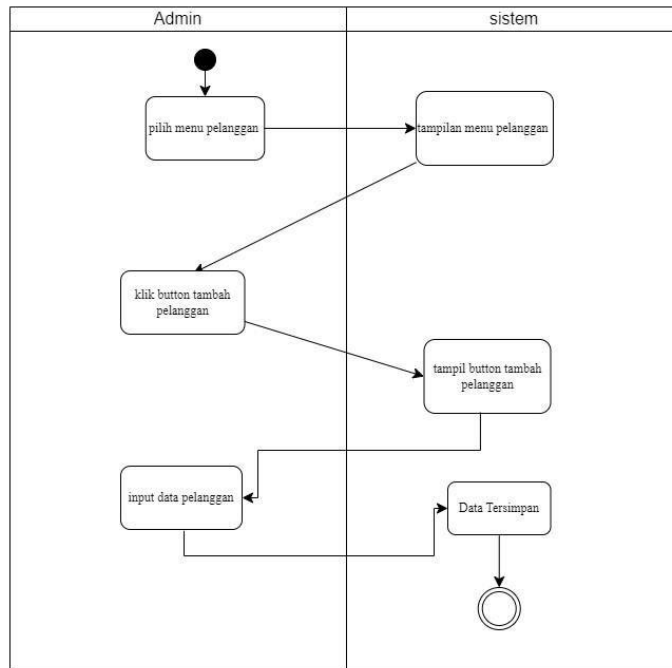 Admin
sistem
pilih menu pelanggan
tampilan menu pelanggan
klik button tambah
pelanggan
tampil button tambah
pelanggan
input data pelanggan
Data Tersimpan